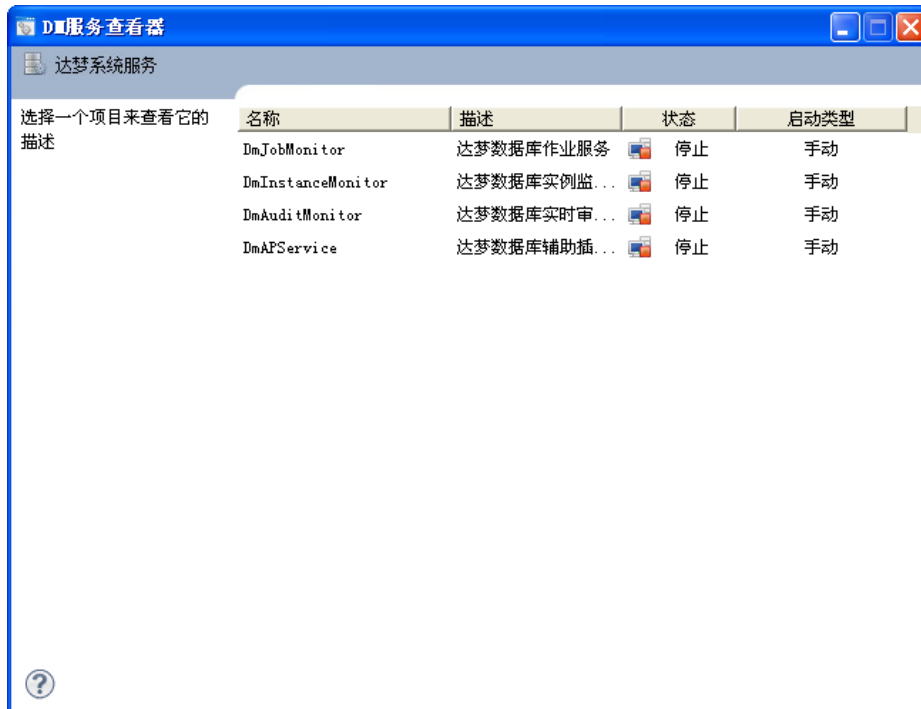 DM服务查看器
达梦系统服务
选择一个项目来查看它的
描述
名称 描述 状态 启动类型
DmJobMonitor 达梦数据库作业服务 停止 手动
DmInstanceMonitor 达梦数据库实例监... 停止 手动
DmAuditMonitor 达梦数据库实时审... 停止 手动
DmAPService 达梦数据库辅助插... 停止 手动
?